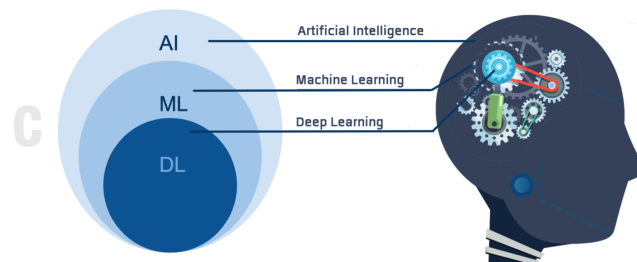 AI
Artificial Intelligence
Machine Learning
ML
Deep Learning
DL
C